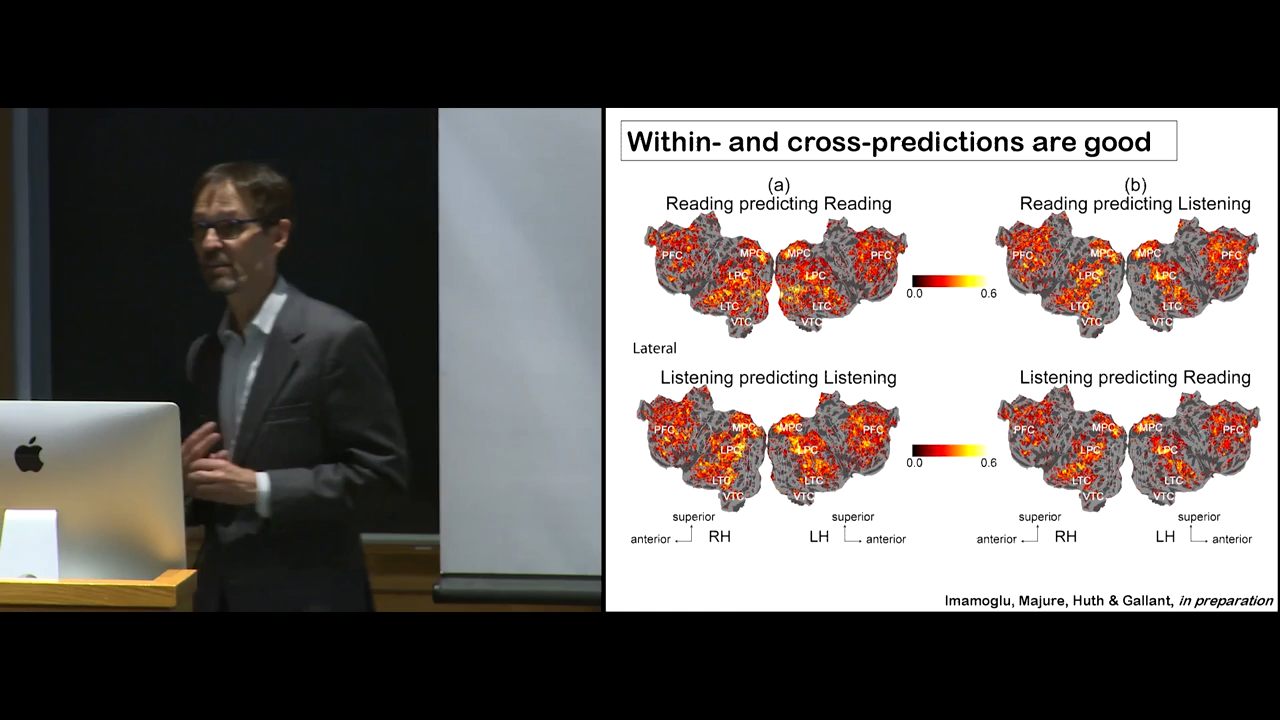 Within- and cross-predictions are good
(a)
Reading predicting Reading
PFC MPC LPC LTC VTC MPC LPC LTC VTC PFC
0.0 0.6
(b)
Reading predicting Listening
PFC MPC LPC LTC VTC MPC LPC LTC VTC PFC
Lateral
Listening predicting Listening
PFC MPC LPC LTC VTC MPC LPC LTC VTC PFC
0.0 0.6
Listening predicting Reading
PFC MPC LPC LTC VTC MPC LPC LTC VTC PFC
superior superior superior superior
anterior RH LH anterior anterior RH LH anterior
Imamoglu, Majure, Huth & Gallant, in preparation